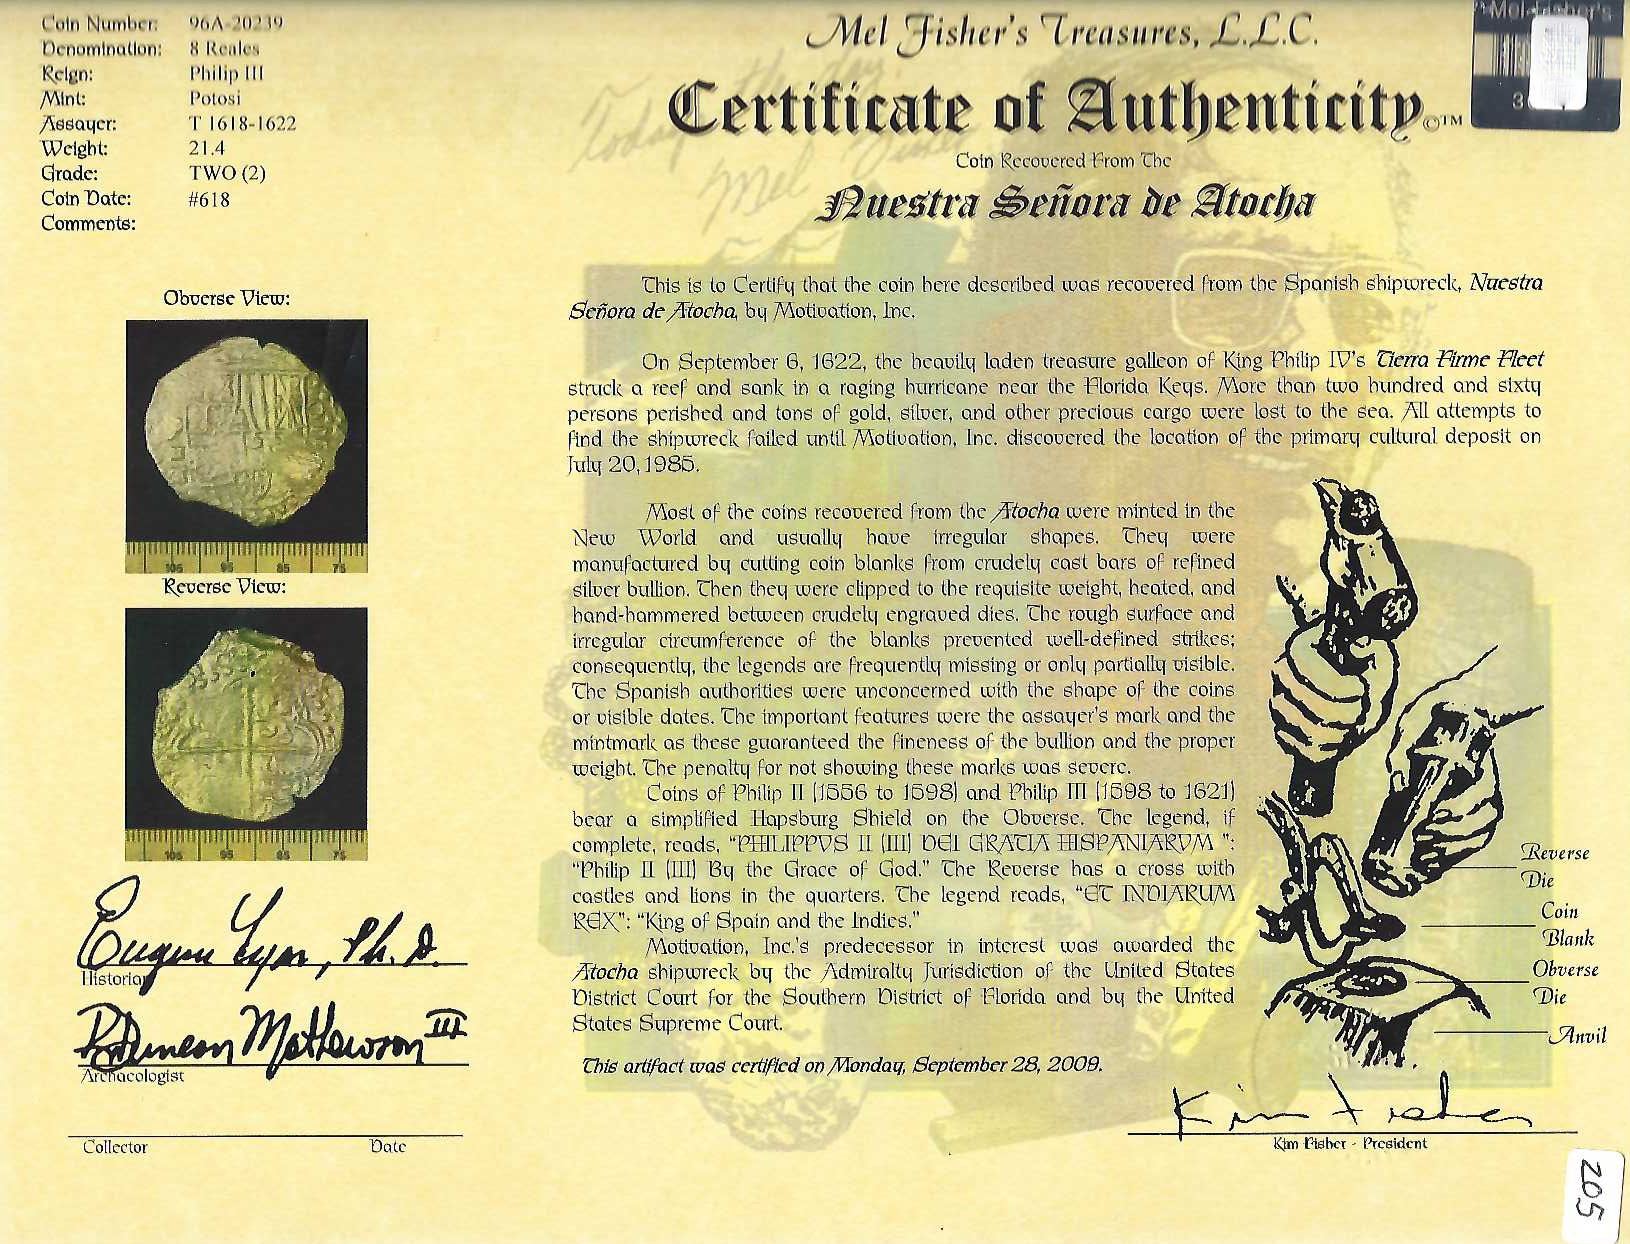 Coin Number: 96A-20239
Denomination: 8 Reales
Reign: Philip III
Mint: Potosi
Assayer: T 1618-1622
Weight: 21.4
Grade: TWO (2)
Coin Date: #618
Comments:
Obverse View:
105 95 85 75
Reverse View:
105 95 85 75
Eugene Lyon, Ph. D.
Historian
R Duncan Mathewson III
Archaeologist
Collector Date
Mel Fisher's Treasures, L.L.C.
Certificate of Authenticity ©™
Coin Recovered From The
Nuestra Señora de Atocha
Today
day
Mel
Mel Fisher's
3
This is to Certify that the coin here described was recovered from the Spanish shipwreck, Nuestra
Señora de Atocha, by Motivation, Inc.
On September 6, 1622, the heavily laden treasure galleon of King Philip IV's Tierra Firme Fleet
struck a reef and sank in a raging hurricane near the Florida Keys. More than two hundred and sixty
persons perished and tons of gold, silver, and other precious cargo were lost to the sea. All attempts to
find the shipwreck failed until Motivation, Inc. discovered the location of the primary cultural deposit on
July 20, 1985.
Most of the coins recovered from the Atocha were minted in the
New World and usually have irregular shapes. They were
manufactured by cutting coin blanks from crudely cast bars of refined
silver bullion. Then they were clipped to the requisite weight, heated, and
hand-hammered between crudely engraved dies. The rough surface and
irregular circumference of the blanks prevented well-defined strikes;
consequently, the legends are frequently missing or only partially visible.
The Spanish authorities were unconcerned with the shape of the coins
or visible dates. The important features were the assayer's mark and the
mintmark as these guaranteed the fineness of the bullion and the proper
weight. The penalty for not showing these marks was severe.
Coins of Philip II (1556 to 1598) and Philip III (1598 to 1621)
bear a simplified Hapsburg Shield on the Obverse. The legend, if
complete, reads, "PHILIPPVS II (III) DEI GRATIA HISPANIARVM ":
"Philip II (III) By the Grace of God." The Reverse has a cross with
castles and lions in the quarters. The legend reads, "ET INDIARUM
REX": "King of Spain and the Indies."
Motivation, Inc.'s predecessor in interest was awarded the
Atocha shipwreck by the Admiralty Jurisdiction of the United States
District Court for the Southern District of Florida and by the United
States Supreme Court.
This artifact was certified on Monday, September 28, 2009.
Reverse
Die
Coin
Blank
Obverse
Die
Anvil
Kim Fisher
Kim Fisher - President
205